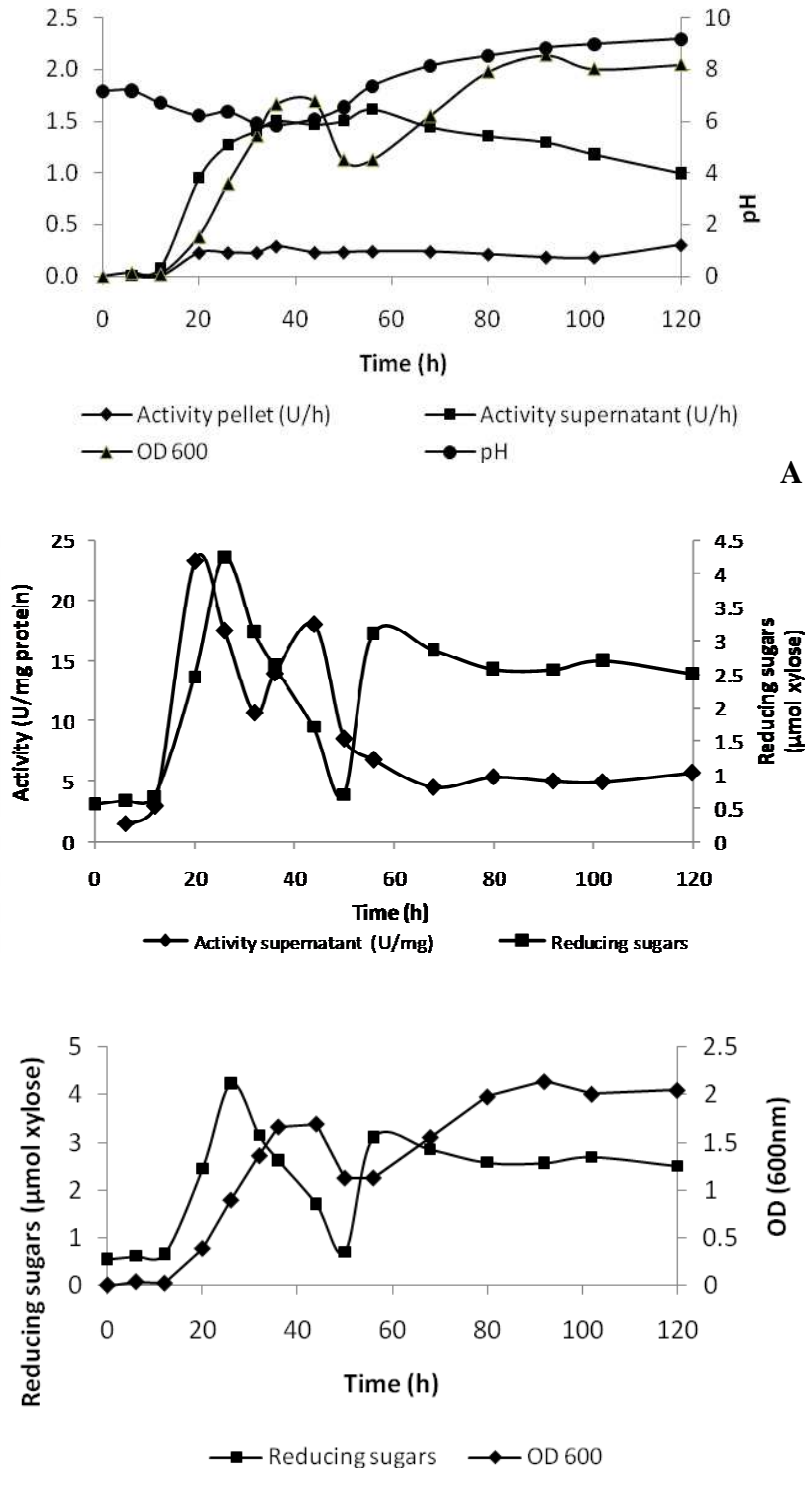 2.5 10
2.0 8
1.5 6
1.0 4
0.5 2
0.0 0
pH
0 20 40 60 80 100 120
Time (h)
Activity pellet (U/h) Activity supernatant (U/h)
OD 600 pH
A
25 4.5
4
20 3.5
3
15 2.5
2
10 1.5
5 1
0.5
0 0
Activity (U/mg protein)
Reducing sugars
(µmol xylose)
0 20 40 60 80 100 120
Time (h)
Activity supernatant (U/mg) Reducing sugars
5 2.5
4 2
3 1.5
2 1
1 0.5
0 0
Reducing sugars (µmol xylose)
OD (600nm)
0 20 40 60 80 100 120
Time (h)
Reducing sugars OD 600